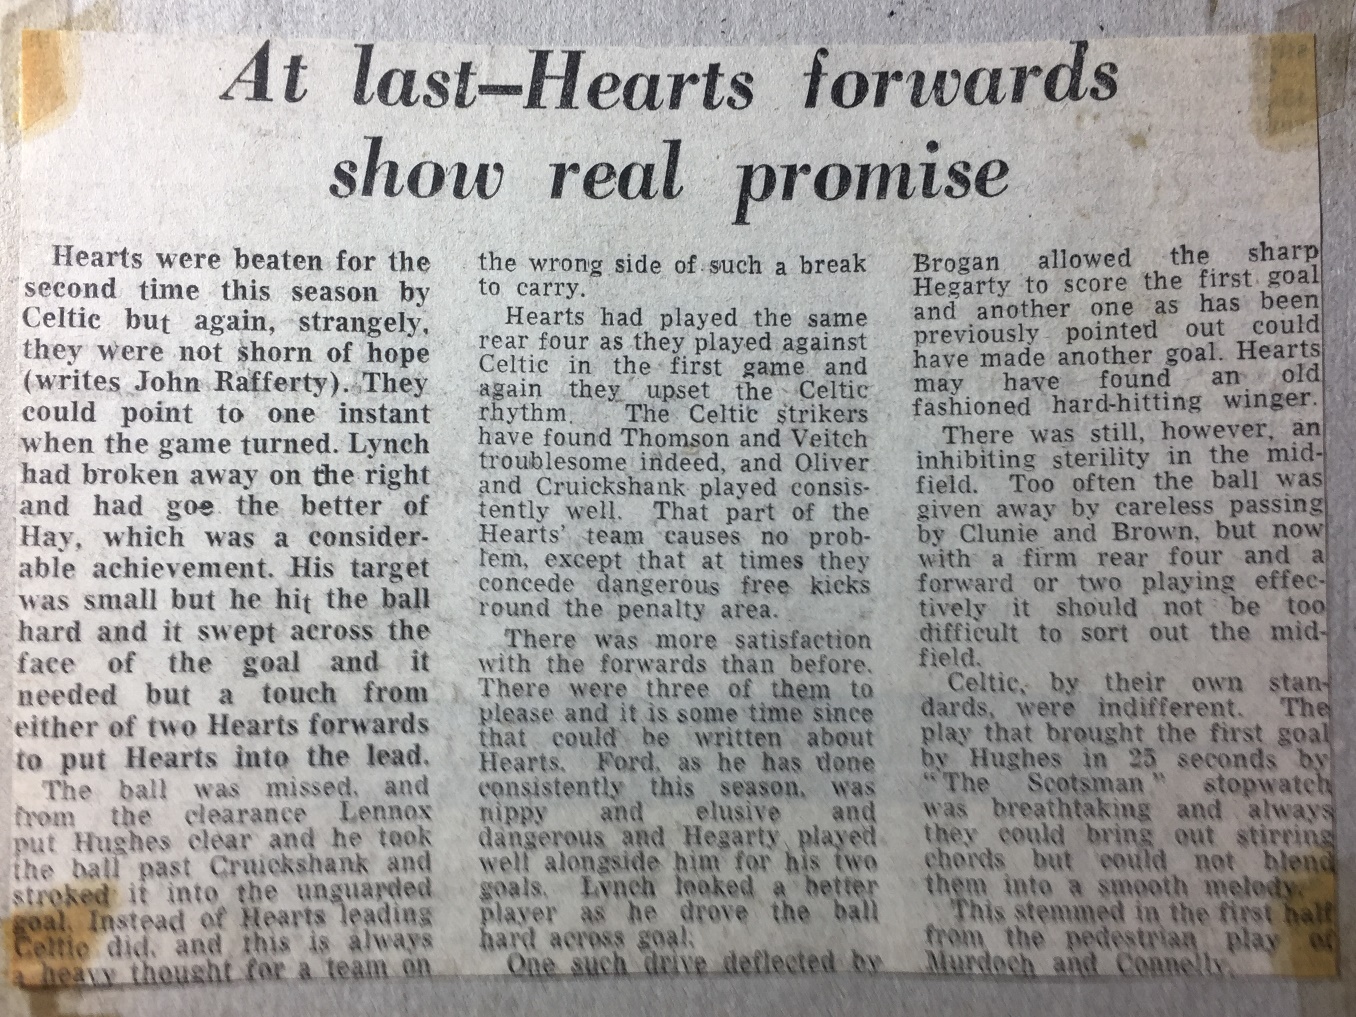 At last—Hearts forwards
show real promise
Hearts were beaten for the
second time this season by
Celtic but again, strangely,
they were not shorn of hope
(writes John Rafferty). They
could point to one instant
when the game turned. Lynch
had broken away on the right
and had goe the better of
Hay, which was a consider-
able achievement. His target
was small but he hit the ball
hard and it swept across the
face of the goal and it
needed but a touch from
either of two Hearts forwards
to put Hearts into the lead.
The ball was missed, and
from the clearance Lennox
put Hughes clear and he took
the ball past Cruickshank and
stroked it into the unguarded
goal. Instead of Hearts leading
Celtic did, and this is always
a heavy thought for a team on
the wrong side of such a break
to carry.
Hearts had played the same
rear four as they played against
Celtic in the first game and
again they upset the Celtic
rhythm. The Celtic strikers
have found Thomson and Veitch
troublesome indeed, and Oliver
and Cruickshank played consis-
tently well. That part of the
Hearts' team causes no prob-
lem, except that at times they
concede dangerous free kicks
round the penalty area.
There was more satisfaction
with the forwards than before.
There were three of them to
please and it is some time since
that could be written about
Hearts. Ford, as he has done
consistently this season, was
nippy and elusive and
dangerous and Hegarty played
well alongside him for his two
goals. Lynch looked a better
player as he drove the ball
hard across goal.
One such drive deflected by
Brogan allowed the sharp
Hegarty to score the first goal
and another one as has been
previously pointed out could
have made another goal. Hearts
may have found an old
fashioned hard-hitting winger.
There was still, however, an
inhibiting sterility in the mid-
field. Too often the ball was
given away by careless passing
by Clunie and Brown, but now
with a firm rear four and a
forward or two playing effec-
tively it should not be too
difficult to sort out the mid-
field.
Celtic, by their own stan-
dards, were indifferent. The
play that brought the first goal
by Hughes in 25 seconds by
"The Scotsman" stopwatch
was breathtaking and always
they could bring out stirring
chords but could not blend
them into a smooth melody.
This stemmed in the first half
from the pedestrian play of
Murdoch and Connelly.